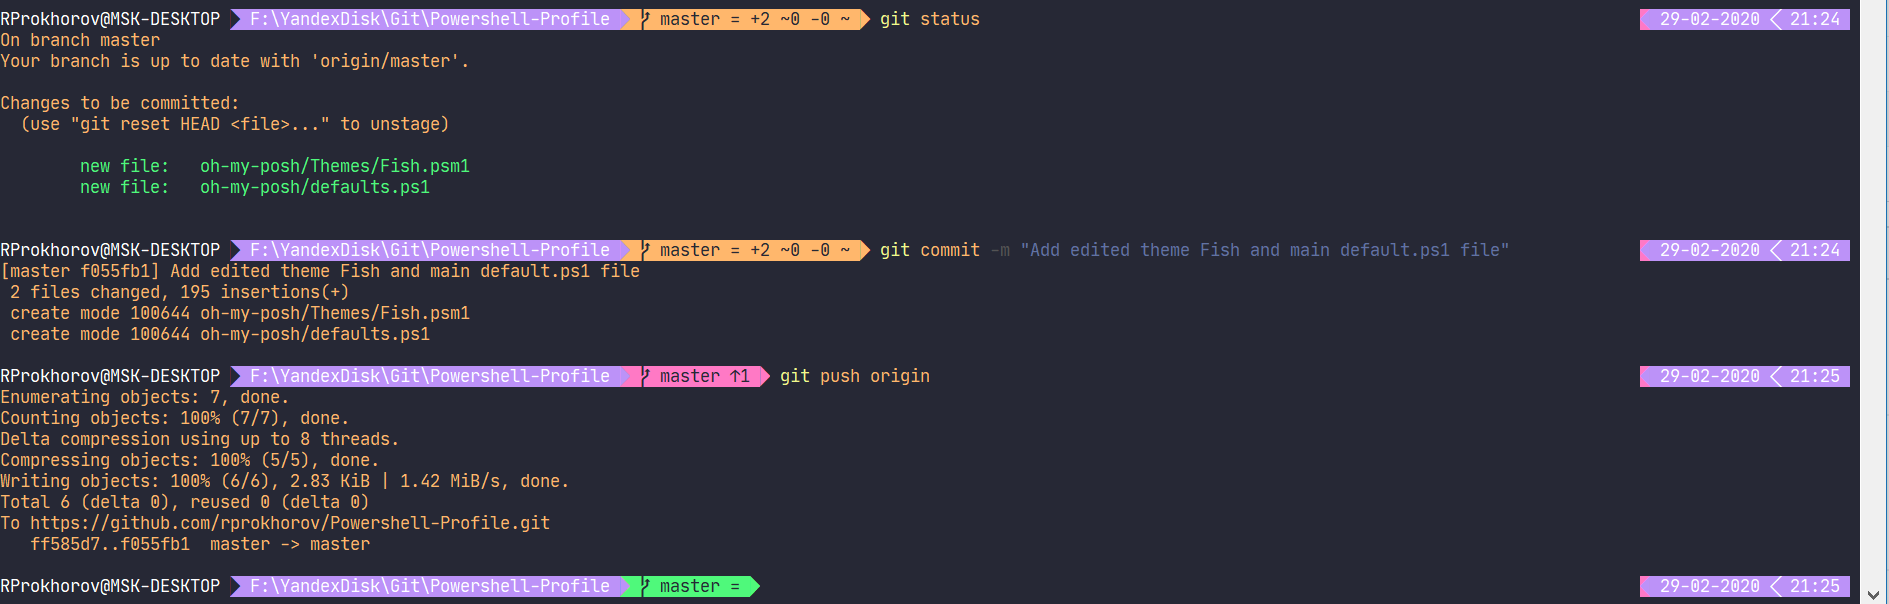 RProkhorov@MSK-DESKTOP F:\YandexDisk\Git\Powershell-Profile master = +2 ~0 -0 ~ git status 29-02-2020 21:24
On branch master
Your branch is up to date with 'origin/master'.
Changes to be committed:
(use "git reset HEAD <file>..." to unstage)
new file: oh-my-posh/Themes/Fish.psm1
new file: oh-my-posh/defaults.ps1
RProkhorov@MSK-DESKTOP F:\YandexDisk\Git\Powershell-Profile master = +2 ~0 -0 ~ git commit -m "Add edited theme Fish and main default.ps1 file" 29-02-2020 21:24
[master f055fb1] Add edited theme Fish and main default.ps1 file
2 files changed, 195 insertions(+)
create mode 100644 oh-my-posh/Themes/Fish.psm1
create mode 100644 oh-my-posh/defaults.ps1
RProkhorov@MSK-DESKTOP F:\YandexDisk\Git\Powershell-Profile master ↑1 git push origin 29-02-2020 21:25
Enumerating objects: 7, done.
Counting objects: 100% (7/7), done.
Delta compression using up to 8 threads.
Compressing objects: 100% (5/5), done.
Writing objects: 100% (6/6), 2.83 KiB | 1.42 MiB/s, done.
Total 6 (delta 0), reused 0 (delta 0)
To https://github.com/rprokhorov/Powershell-Profile.git
ff585d7..f055fb1 master -> master
RProkhorov@MSK-DESKTOP F:\YandexDisk\Git\Powershell-Profile master = 29-02-2020 21:25